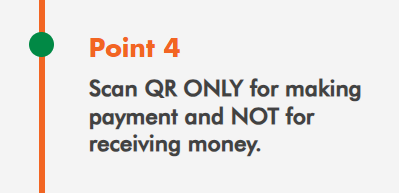 Point 4
Scan QR ONLY for making
payment and NOT for
receiving money.